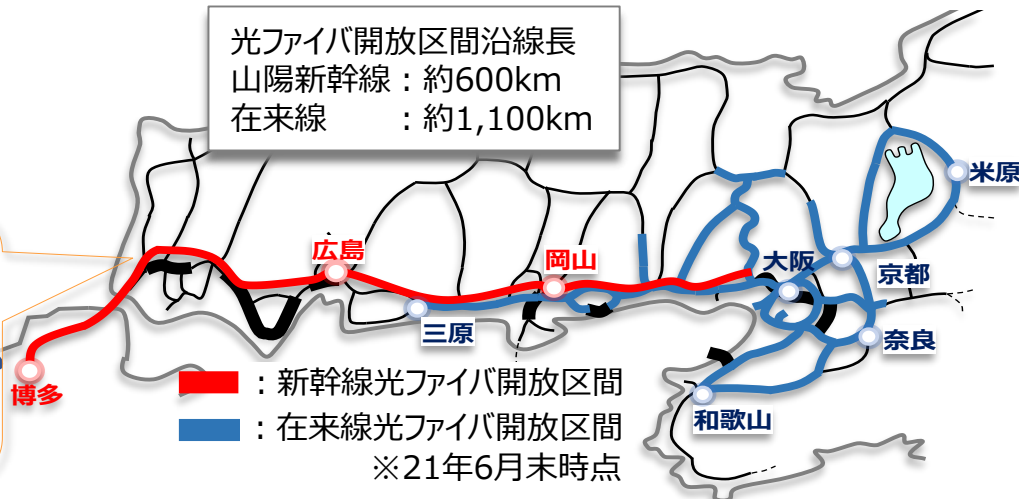 光ファイバ開放区間沿線長
山陽新幹線：約600km
在来線　　：約1,100km
米原
広島
岡山
大阪
京都
三原
奈良
博多
和歌山
：新幹線光ファイバ開放区間
：在来線光ファイバ開放区間
※21年6月末時点